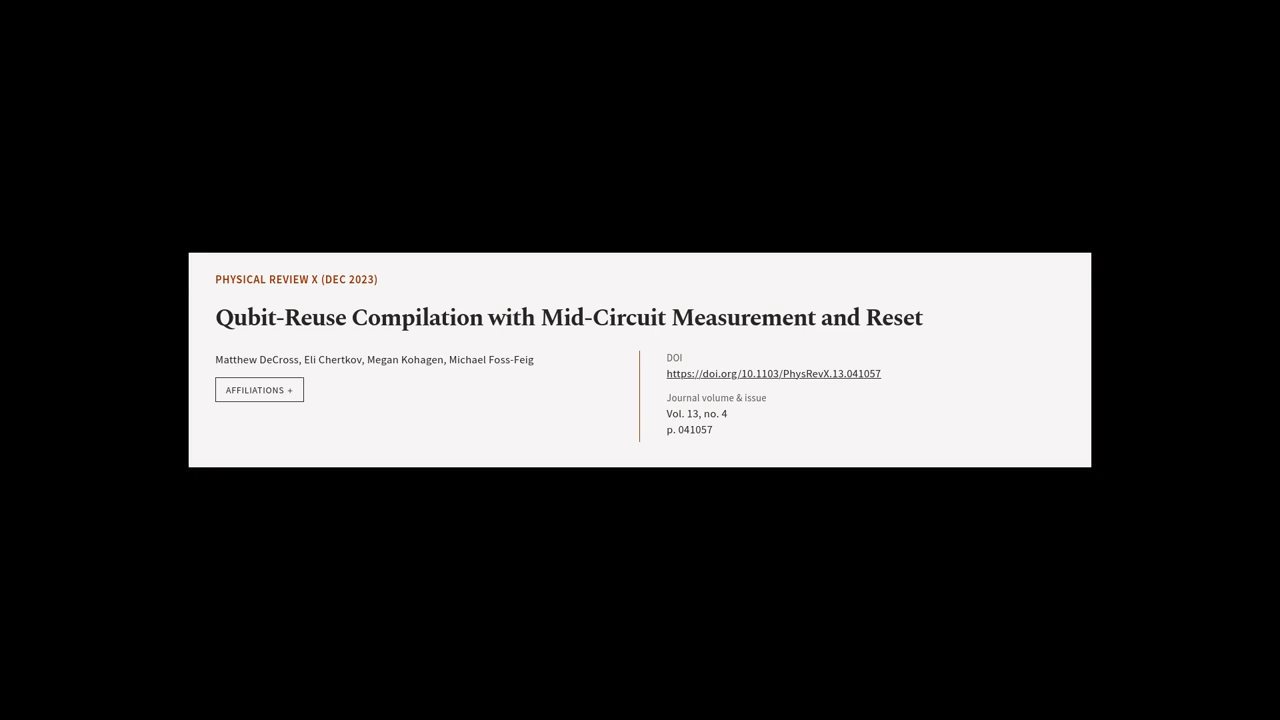 PHYSICAL REVIEW X (DEC 2023)
Qubit-Reuse Compilation with Mid-Circuit Measurement and Reset
Matthew DeCross, Eli Chertkov, Megan Kohagen, Michael Foss-Feig
AFFILIATIONS +
DOI
https://doi.org/10.1103/PhysRevX.13.041057
Journal volume & issue
Vol. 13, no. 4
p. 041057